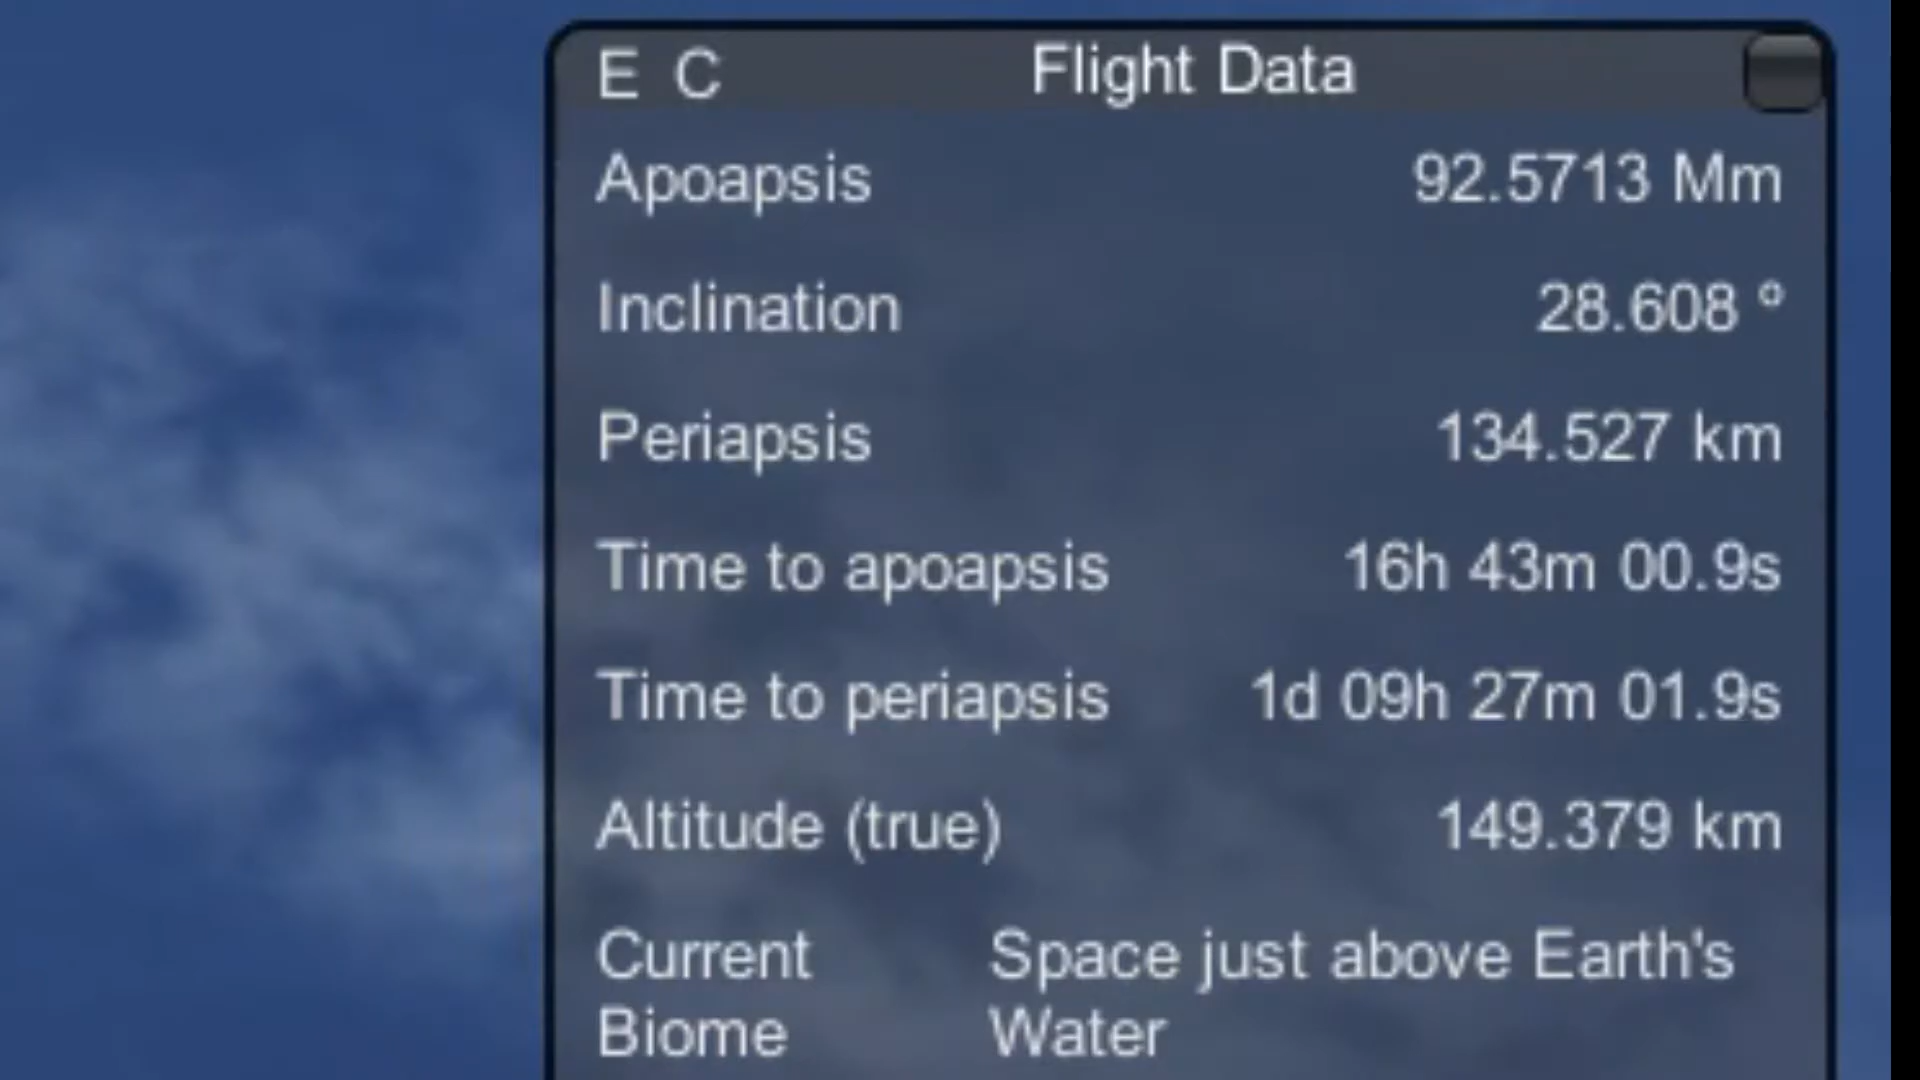 E C Flight Data
Apoapsis 92.5713 Mm
Inclination 28.608 º
Periapsis 134.527 km
Time to apoapsis 16h 43m 00.9s
Time to periapsis 1d 09h 27m 01.9s
Altitude (true) 149.379 km
Current Space just above Earth's
Biome Water